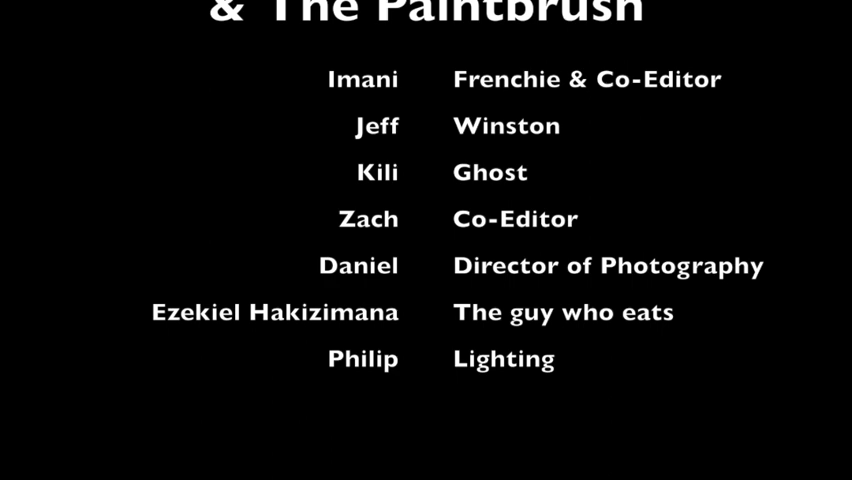 & The Paintbrush
Imani Frenchie & Co-Editor
Jeff Winston
Kili Ghost
Zach Co-Editor
Daniel Director of Photography
Ezekiel Hakizimana The guy who eats
Philip Lighting